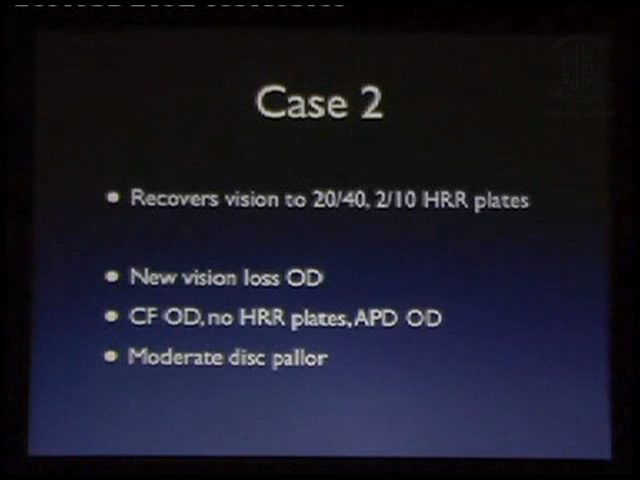 Case 2
• Recovers vision to 20/40, 2/10 HRR plates
• New vision loss OD
• CF OD, no HRR plates, APD OD
• Moderate disc pallor